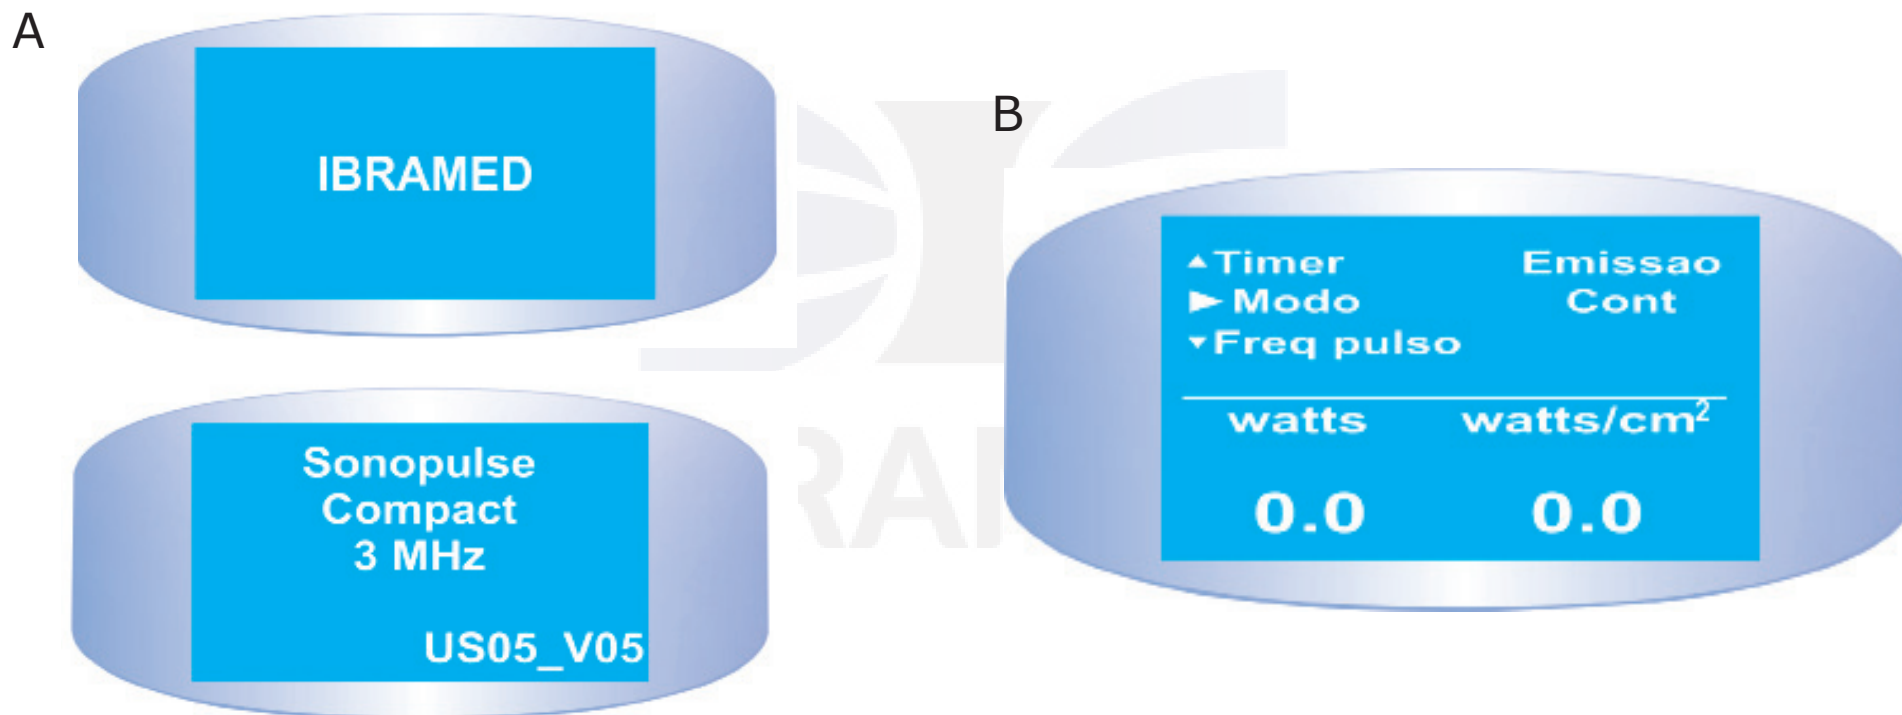 A
IBRAMED
Sonopulse
Compact
3 MHz
US05_V05
B
Timer Emissao
Modo Cont
Freq pulso
watts watts/cm²
0.0 0.0